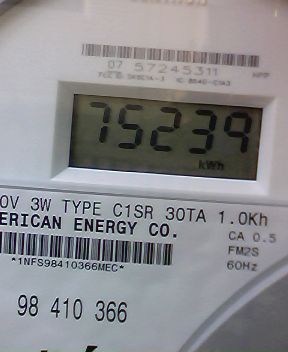 07 57245311
75239
kWh
0V 3W TYPE C1SR 30TA 1.0Kh
ERICAN ENERGY CO.
CA 0.5
FM2S
60Hz
*1NFS98410366MEC*
98 410 366